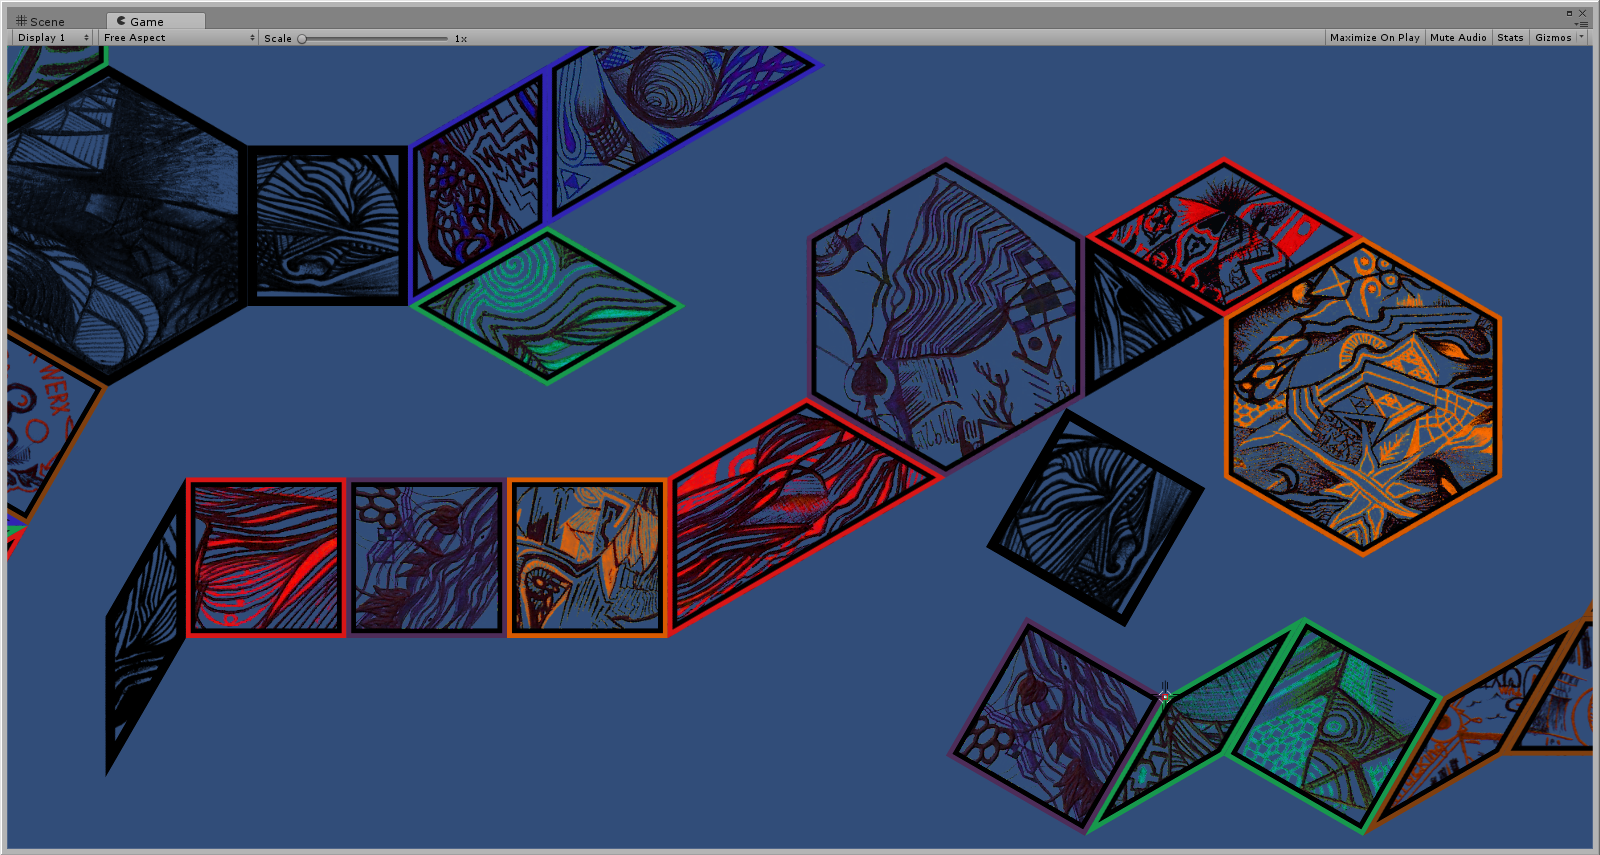 Scene
Game
Display 1
Free Aspect
Scale
1x
Maximize On Play
Mute Audio
Stats
Gizmos
WERX